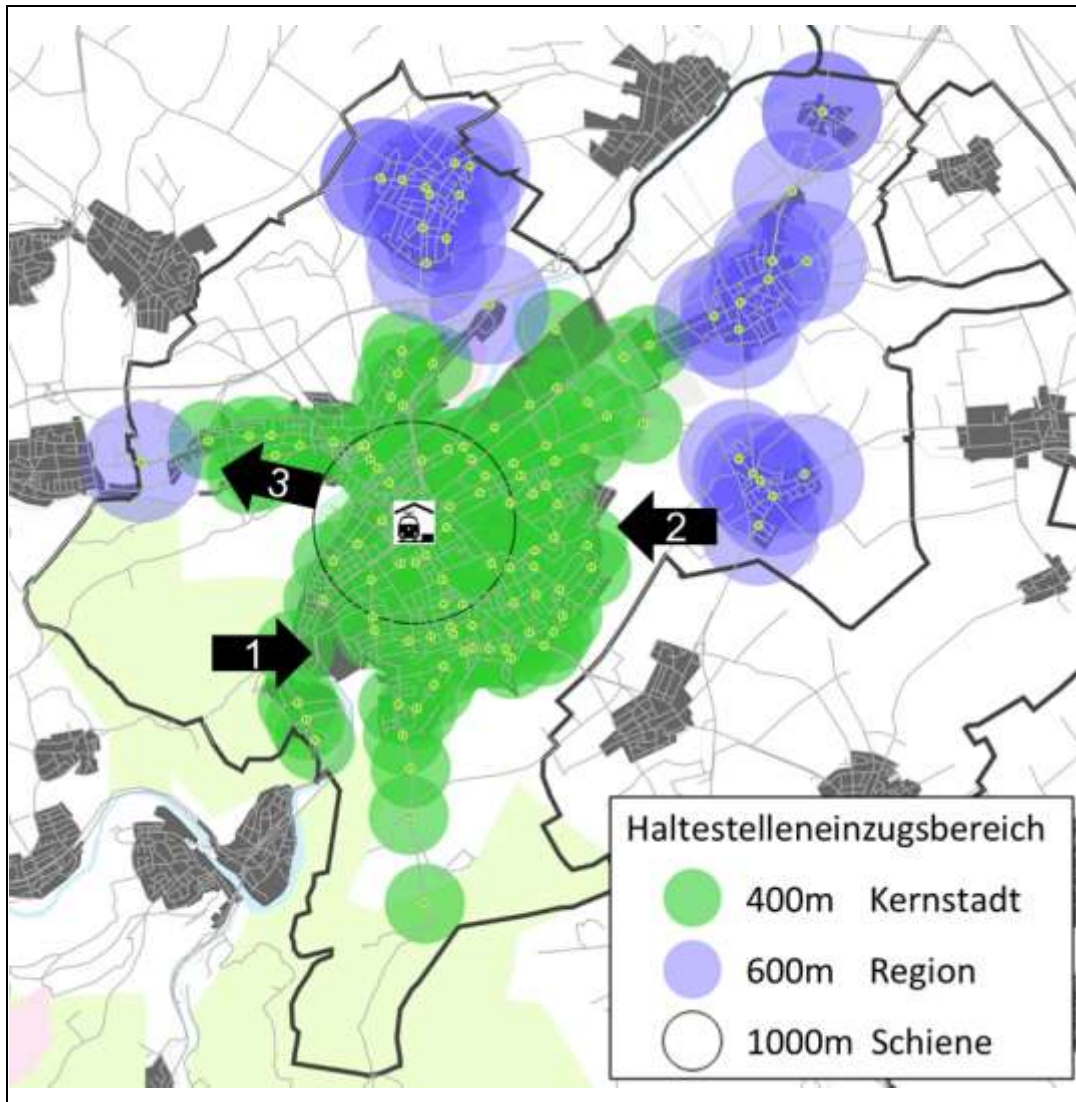 3
2
1
Haltestelleneinzugsbereich
400m Kernstadt
600m Region
1000m Schiene